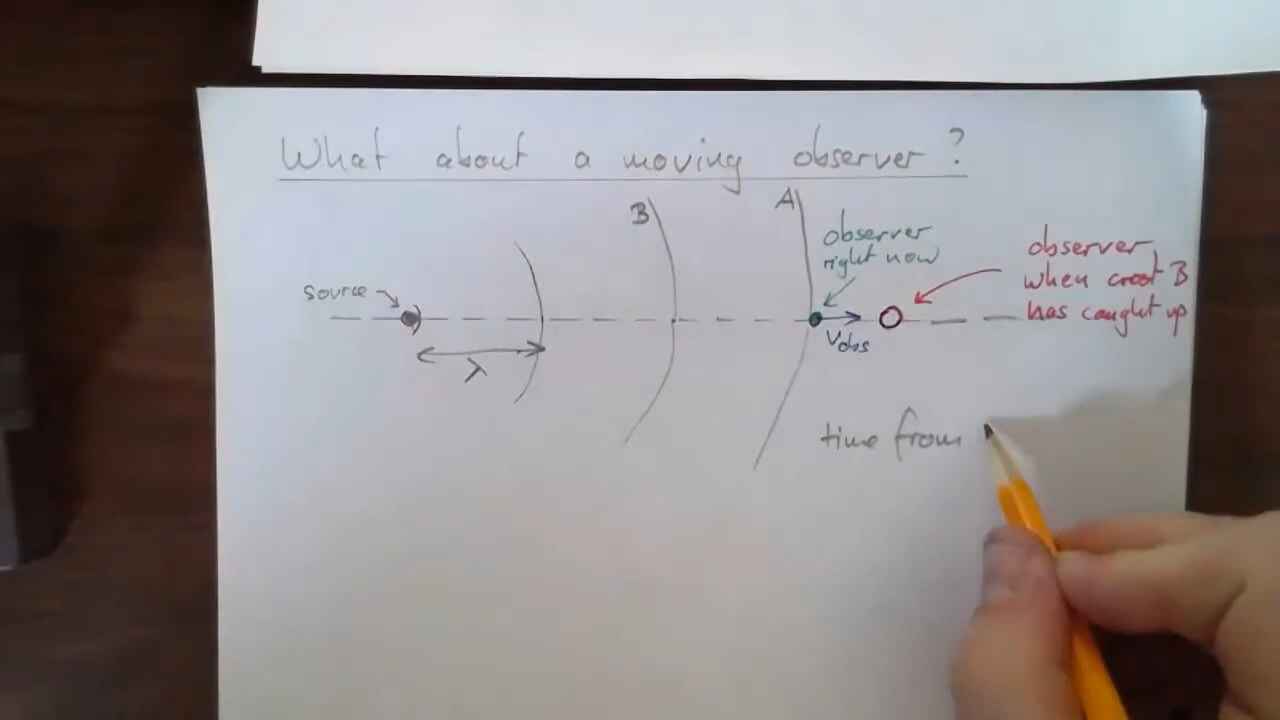 What about a moving observer?
B
A
observer
right now
observer
when crest B
has caught up
source
Vobs
λ
time from